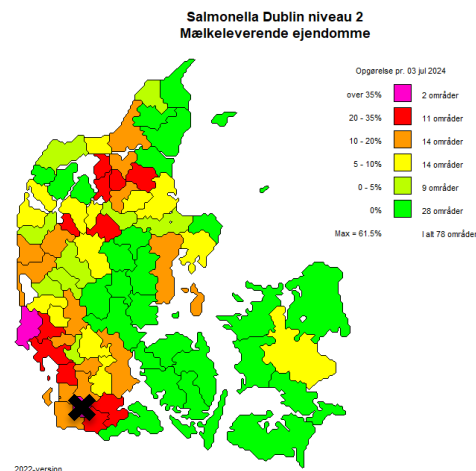 Salmonella Dublin niveau 2
Mælkeleverende ejendomme
Opgørelse pr. 03 jul 2024
over 35% 2 områder
20 - 35% 11 områder
10 - 20% 14 områder
5 - 10% 14 områder
0 - 5% 9 områder
0% 28 områder
Max = 61.5% I alt 78 områder
2022-version